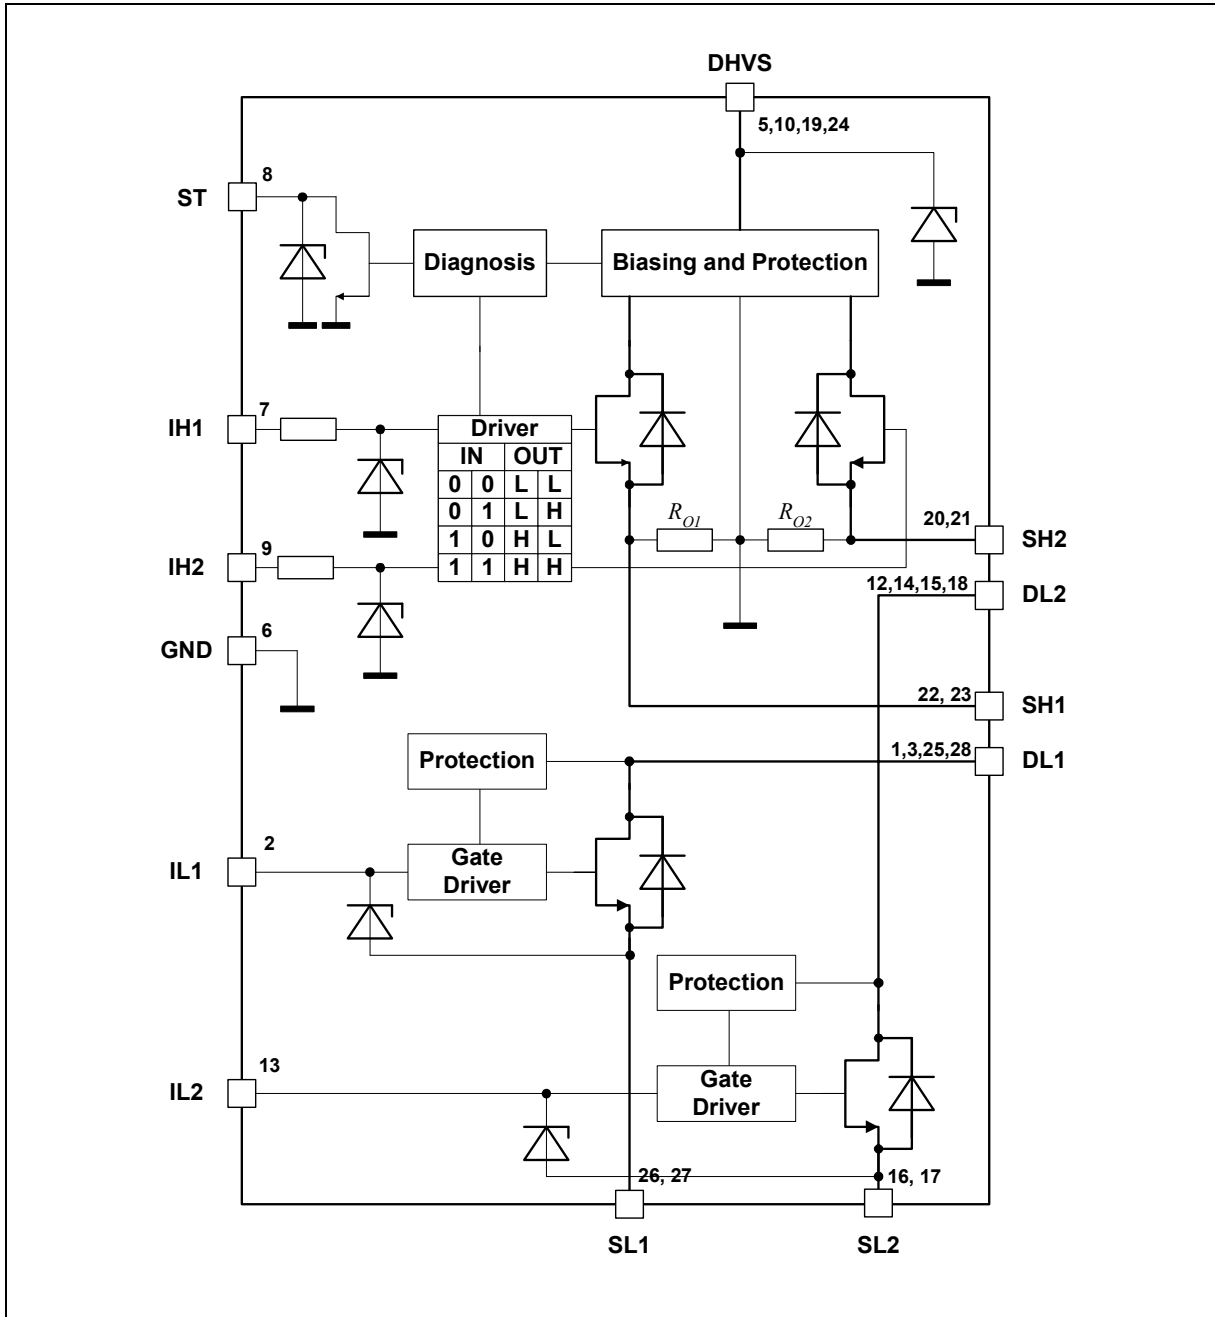 DHVS
5,10,19,24
8
ST
Diagnosis
Biasing and Protection
7
IH1
Driver
IN OUT
0 0 L L
0 1 L H
1 0 H L
1 1 H H
RO1
RO2
20,21
SH2
9
IH2
12,14,15,18
DL2
6
GND
22, 23
SH1
Protection
1,3,25,28
DL1
2
IL1
Gate
Driver
Protection
13
IL2
Gate
Driver
26, 27
16, 17
SL1
SL2